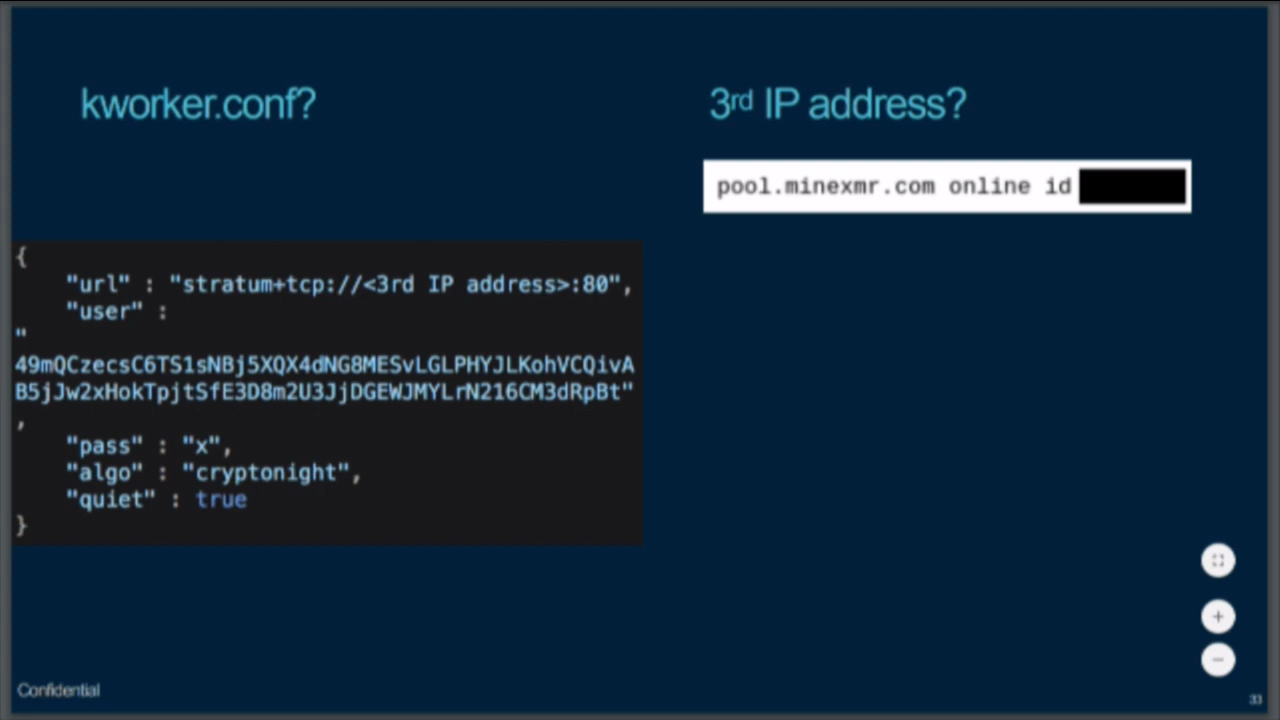 kworker.conf?
3rd IP address?
pool.minexmr.com online id
{
"url" : "stratum+tcp://<3rd IP address>:80",
"user" :
"
49mQCzecsC6TS1sNBj5XQX4dNG8MESvLGLPHYJLKohVCQivA
B5jJw2xHokTpjtSfE3D8m2U3JjDGEWJMYLrN216CM3dRpBt"
,
"pass" : "x",
"algo" : "cryptonight",
"quiet" : true
}
Confidential
33